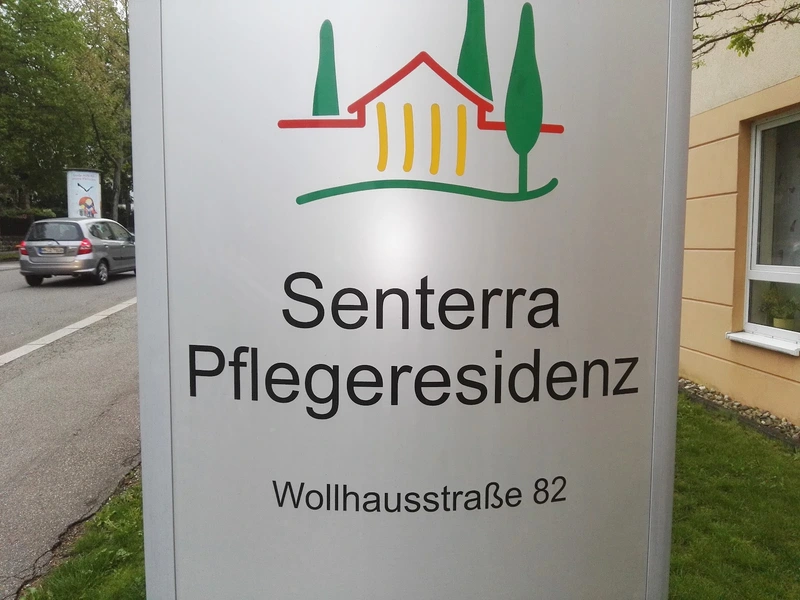 Senterra
Pflegeresidenz
Wollhausstraße 82